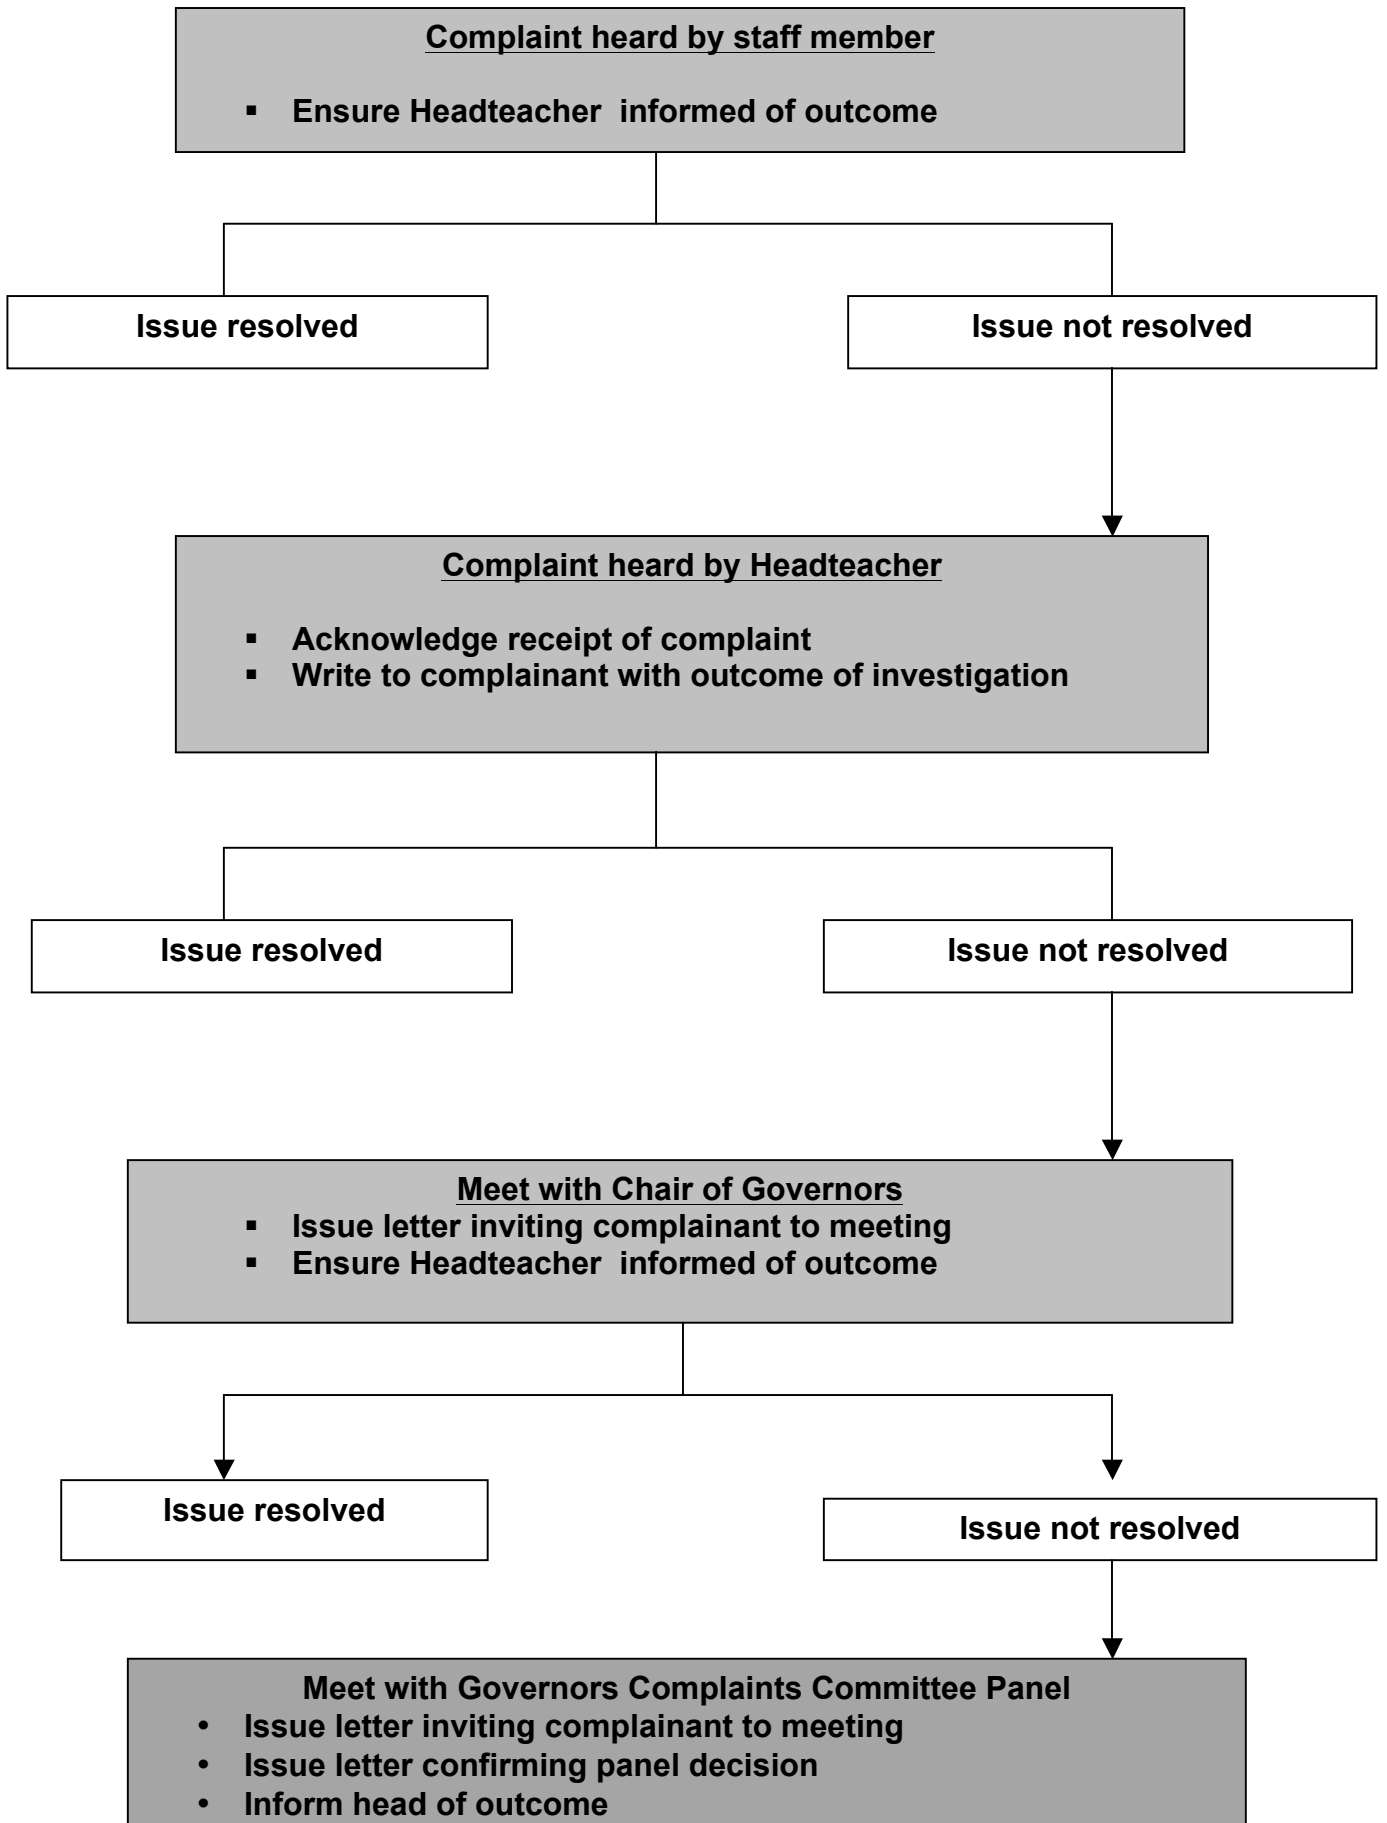 Complaint heard by staff member
▪ Ensure Headteacher  informed of outcome
Issue resolved
Issue not resolved
Complaint heard by Headteacher
▪ Acknowledge receipt of complaint
▪ Write to complainant with outcome of investigation
Issue resolved
Issue not resolved
Meet with Chair of Governors
▪ Issue letter inviting complainant to meeting
▪ Ensure Headteacher  informed of outcome
Issue resolved
Issue not resolved
Meet with Governors Complaints Committee Panel
• Issue letter inviting complainant to meeting
• Issue letter confirming panel decision
• Inform head of outcome